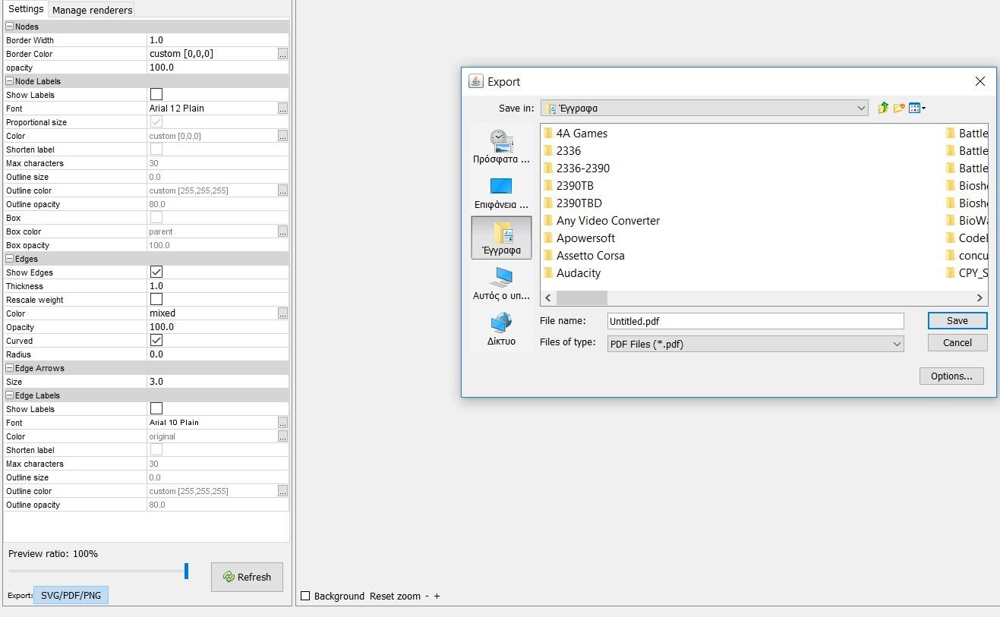 Settings Manage renderers
Nodes
Border Width 1.0
Border Color custom [0,0,0] ...
opacity 100.0
Node Labels
Show Labels
Font Arial 12 Plain ...
Proportional size
Color custom [0,0,0] ...
Shorten label
Max characters 30
Outline size 0.0
Outline color custom [255,255,255] ...
Outline opacity 80.0
Box
Box color parent ...
Box opacity 100.0
Edges
Show Edges
Thickness 1.0
Rescale weight
Color mixed ...
Opacity 100.0
Curved
Radius 0.0
Edge Arrows
Size 3.0
Edge Labels
Show Labels
Font Arial 10 Plain ...
Color original ...
Shorten label
Max characters 30
Outline size 0.0
Outline color custom [255,255,255] ...
Outline opacity 80.0
Preview ratio: 100%
Refresh
Export: SVG/PDF/PNG
Export
Save in: Έγγραφα
Πρόσφατα ...
Επιφάνεια ...
Έγγραφα
Αυτός ο υπ...
Δίκτυο
4A Games
2336
2336-2390
2390TB
2390TBD
Any Video Converter
Apowersoft
Assetto Corsa
Audacity
Battle
Battle
Battle
Biosh
Biosh
BioWa
Code
concu
CPY_S
File name: Untitled.pdf
Save
Files of type: PDF Files (*.pdf)
Cancel
Options...
Background Reset zoom - +